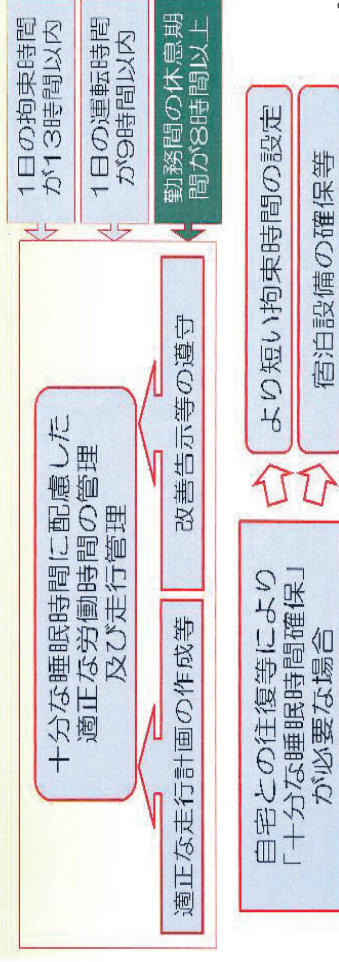 十分な睡眠時間に配慮した
適正な労働時間の管理
及び走行管理
適正な走行計画の作成等
改善告示等の遵守
1日の拘束時間
が13時間以内
1日の運転時間
が9時間以内
勤務間の休息期
間が8時間以上
自宅との往復等により
「十分な睡眠時間確保」
が必要な場合
より短い拘束時間の設定
宿泊設備の確保等